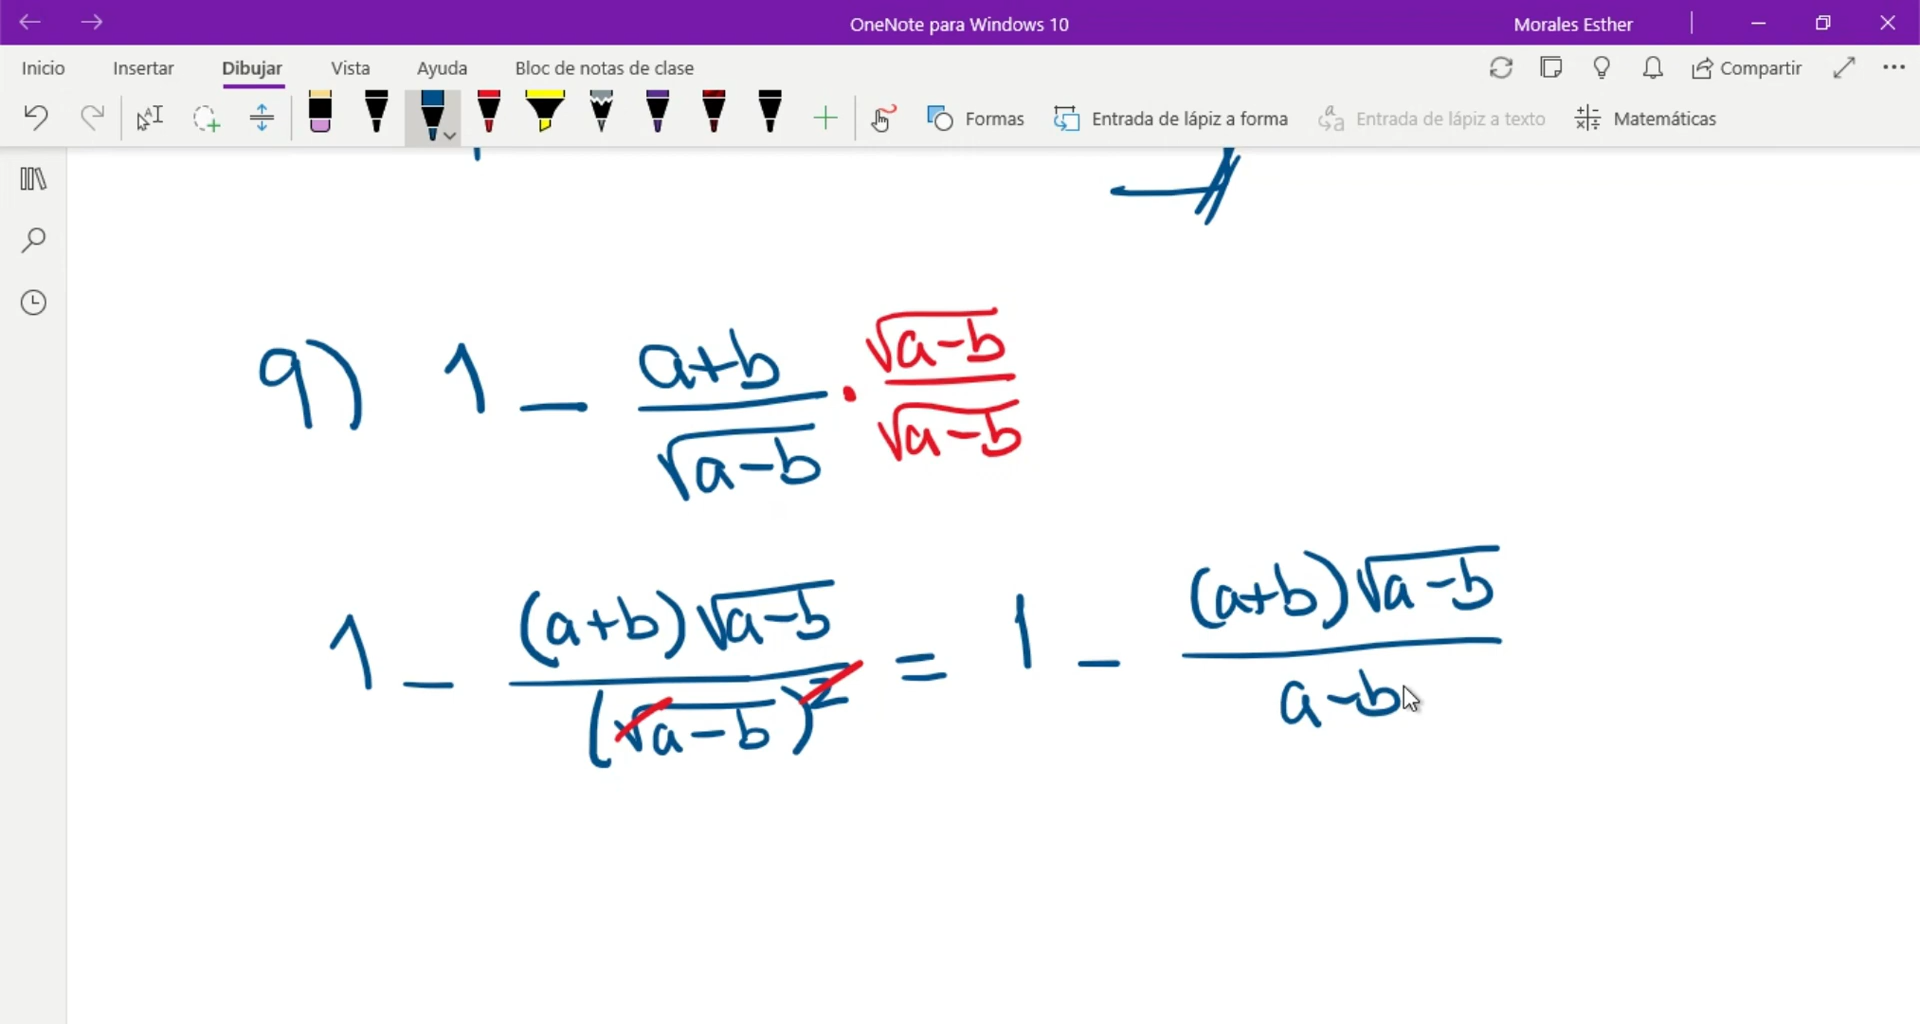 OneNote para Windows 10
Morales Esther
Inicio Insertar Dibujar Vista Ayuda Bloc de notas de clase Compartir
Formas Entrada de lápiz a forma Entrada de lápiz a texto Matemáticas
9) 1 - (a+b)/√(a-b) · √(a-b)/√(a-b)
1 - (a+b)√(a-b)/(√(a-b))² = 1 - (a+b)√(a-b)/(a-b)